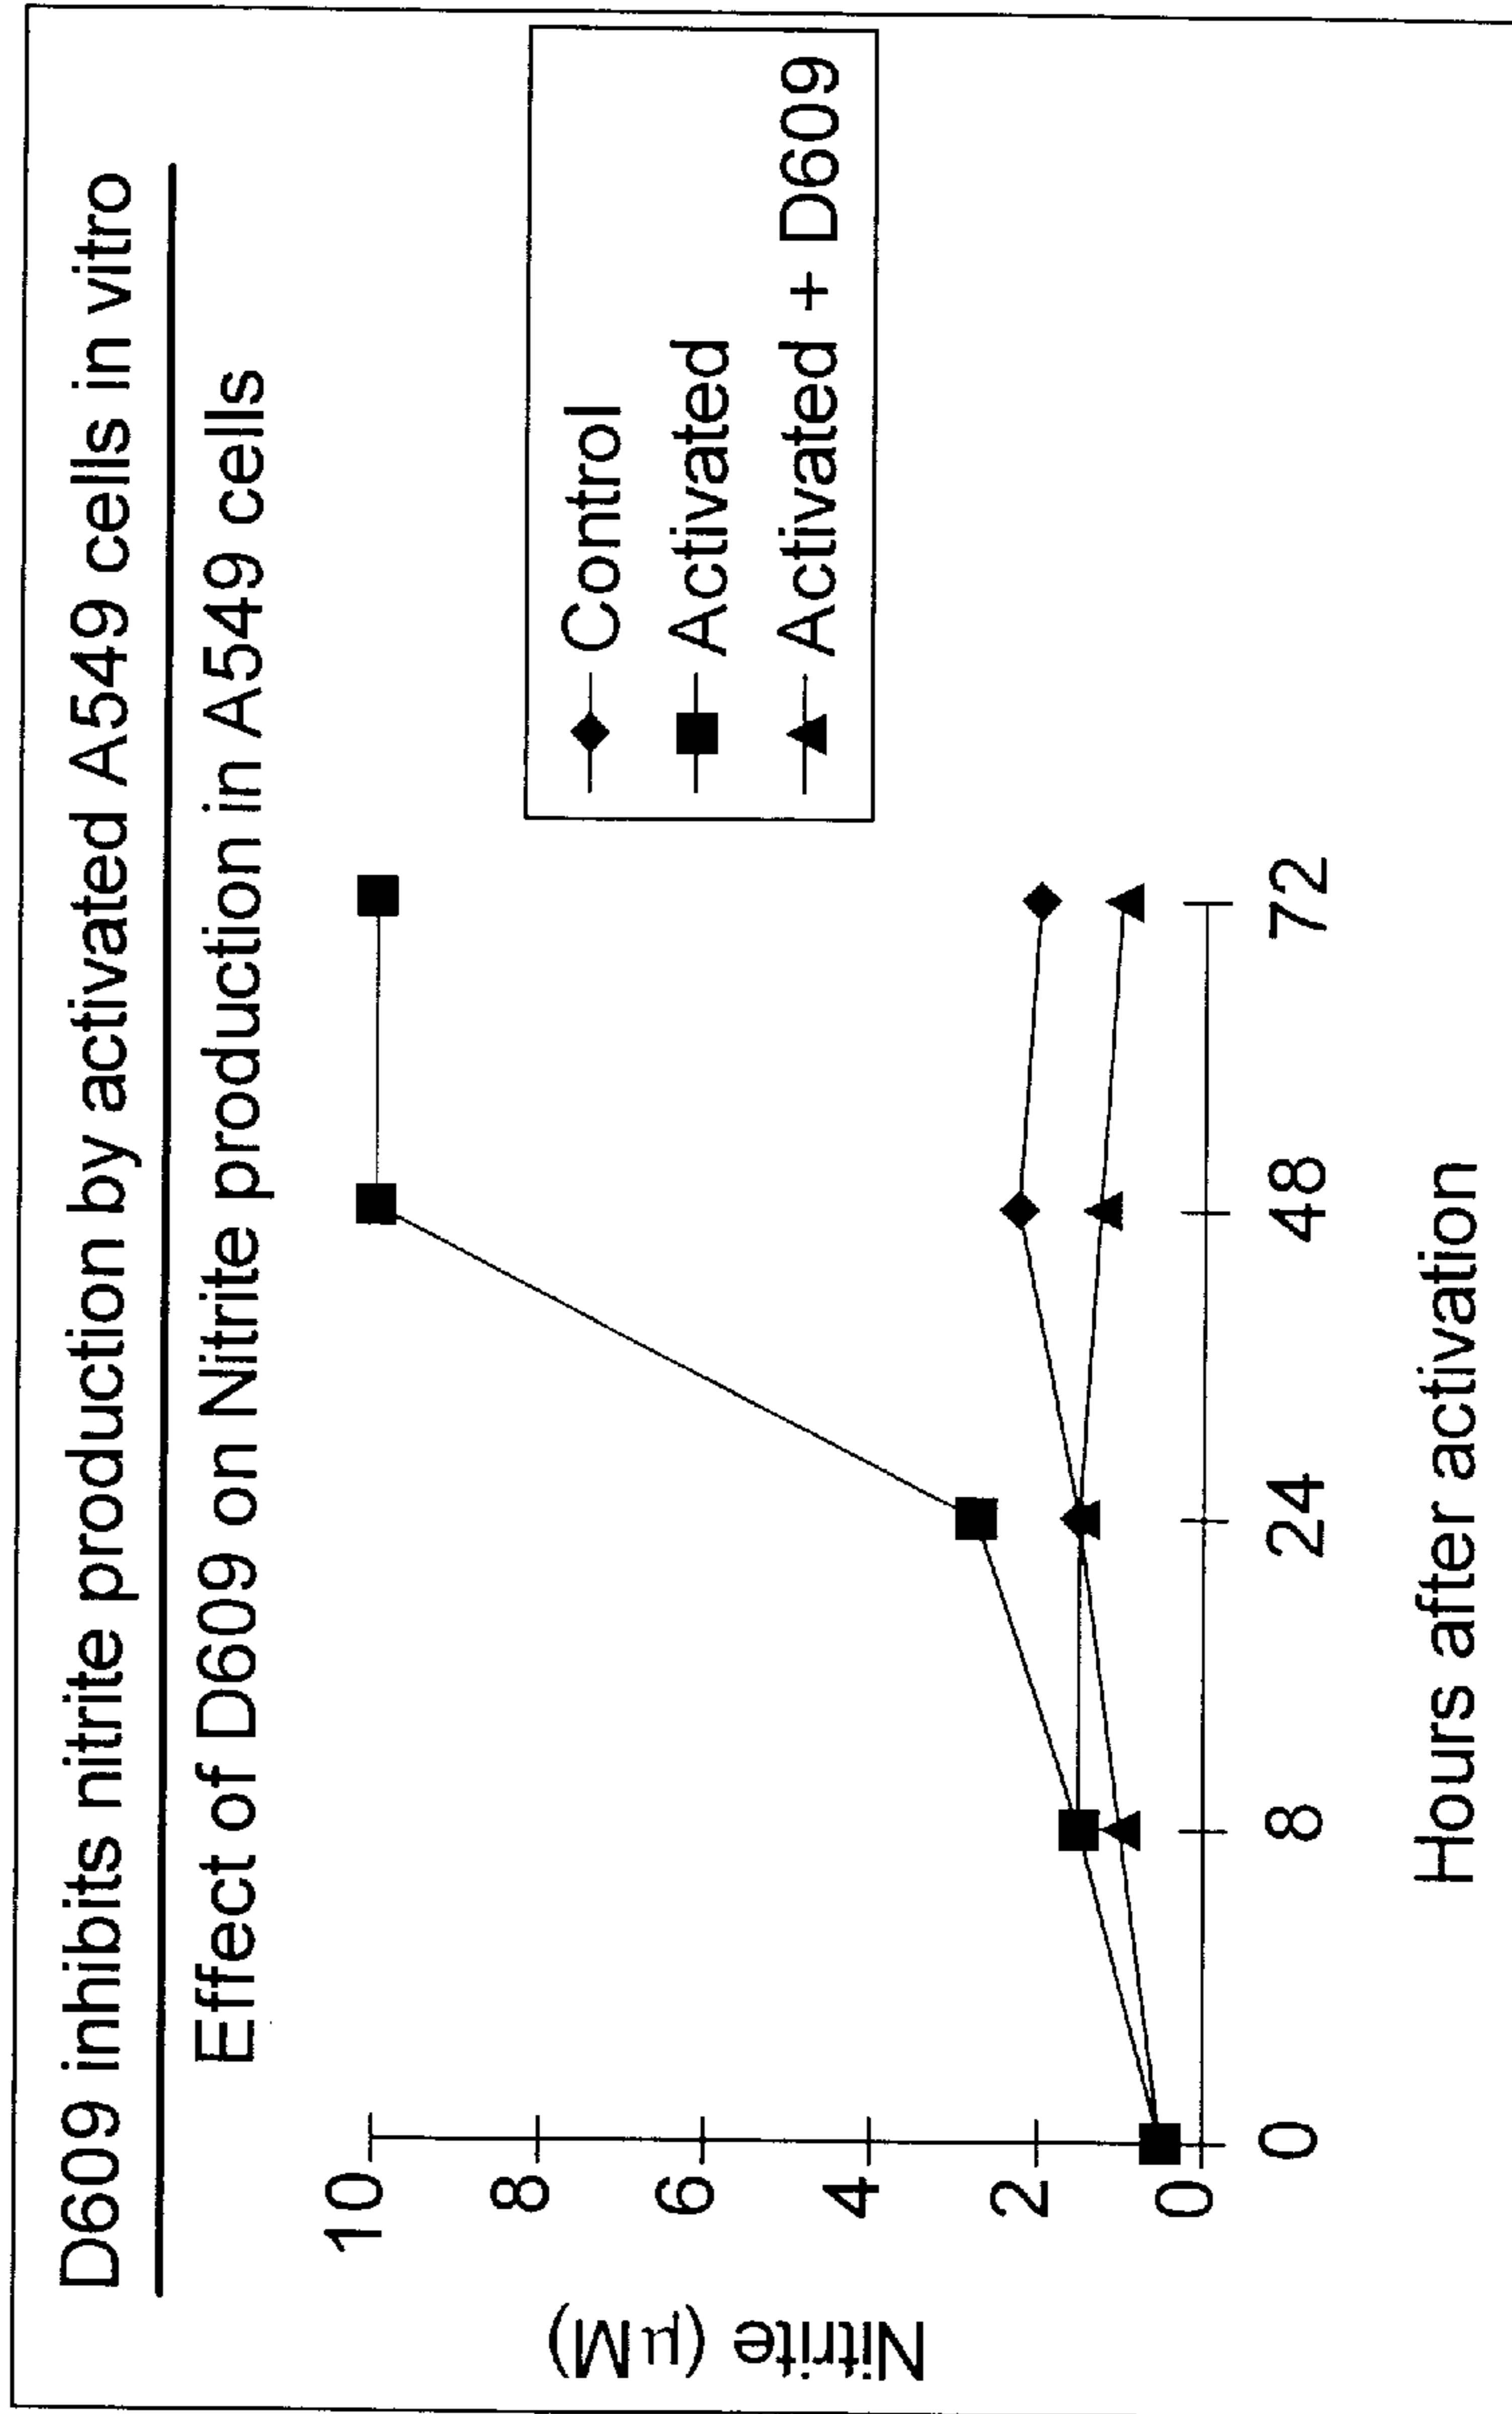 D609 inhibits nitrite production by activated A549 cells in vitro
Effect of D609 on Nitrite production in A549 cells
Control
Activated
Activated + D609
Nitrite (μM)
10
8
6
4
2
0
0 8 24 48 72
Hours after activation